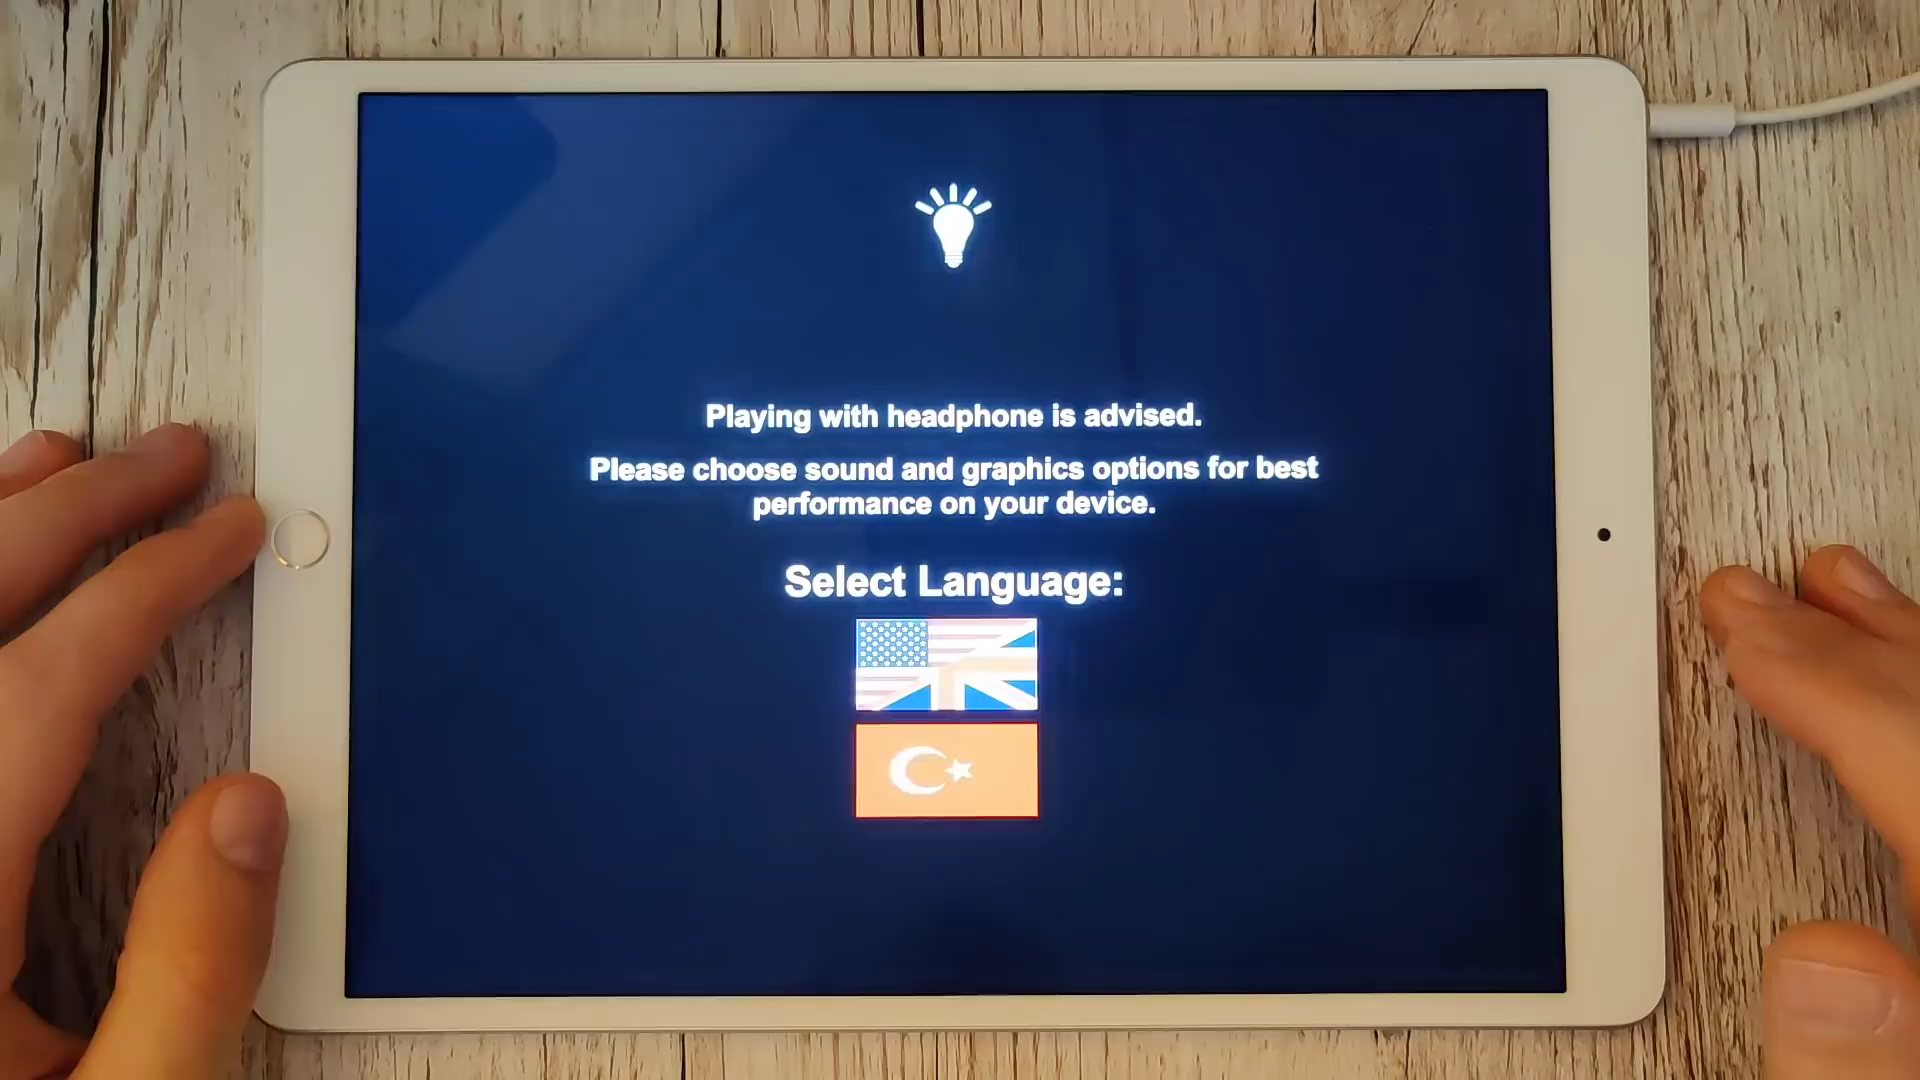 Playing with headphone is advised.
Please choose sound and graphics options for best
performance on your device.
Select Language: